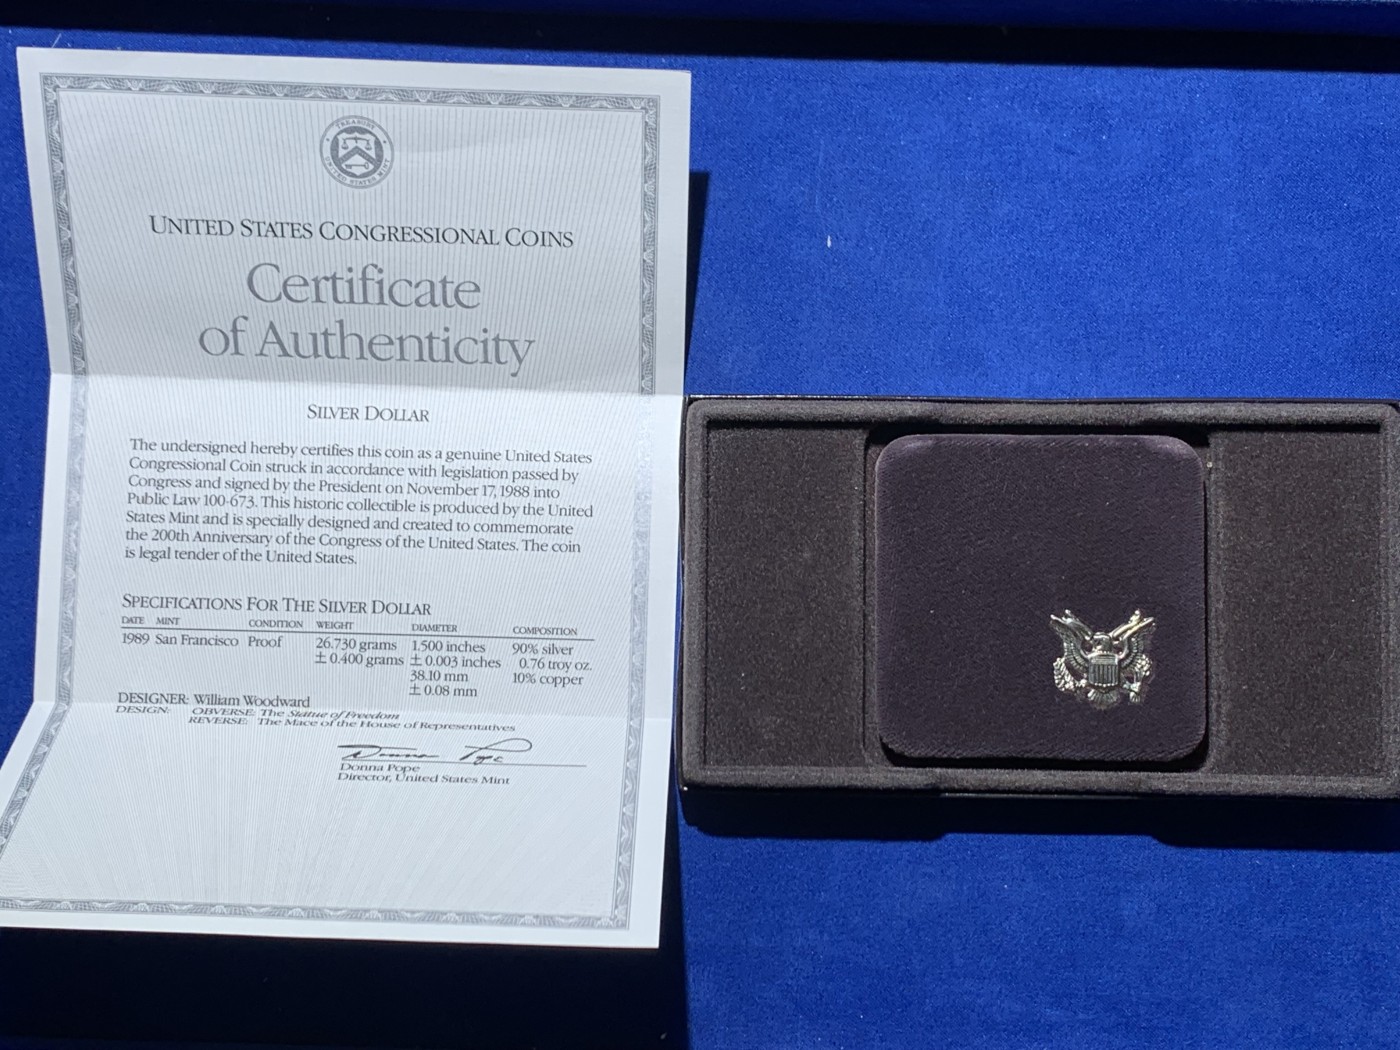 TREASURY
UNITED STATES MINT
UNITED STATES CONGRESSIONAL COINS
Certificate
of Authenticity
SILVER DOLLAR
The undersigned hereby certifies this coin as a genuine United States
Congressional Coin struck in accordance with legislation passed by
Congress and signed by the President on November 17, 1988 into
Public Law 100-673. This historic collectible is produced by the United
States Mint and is specially designed and created to commemorate
the 200th Anniversary of the Congress of the United States. The coin
is legal tender of the United States.
SPECIFICATIONS FOR THE SILVER DOLLAR
DATE MINT CONDITION WEIGHT DIAMETER COMPOSITION
1989 San Francisco Proof 26.730 grams 1.500 inches 90% silver
± 0.400 grams ± 0.003 inches 0.76 troy oz.
38.10 mm 10% copper
± 0.08 mm
DESIGNER: William Woodward
DESIGN: OBVERSE: The Statue of Freedom
REVERSE: The Mace of the House of Representatives
Donna Pope
Donna Pope
Director, United States Mint